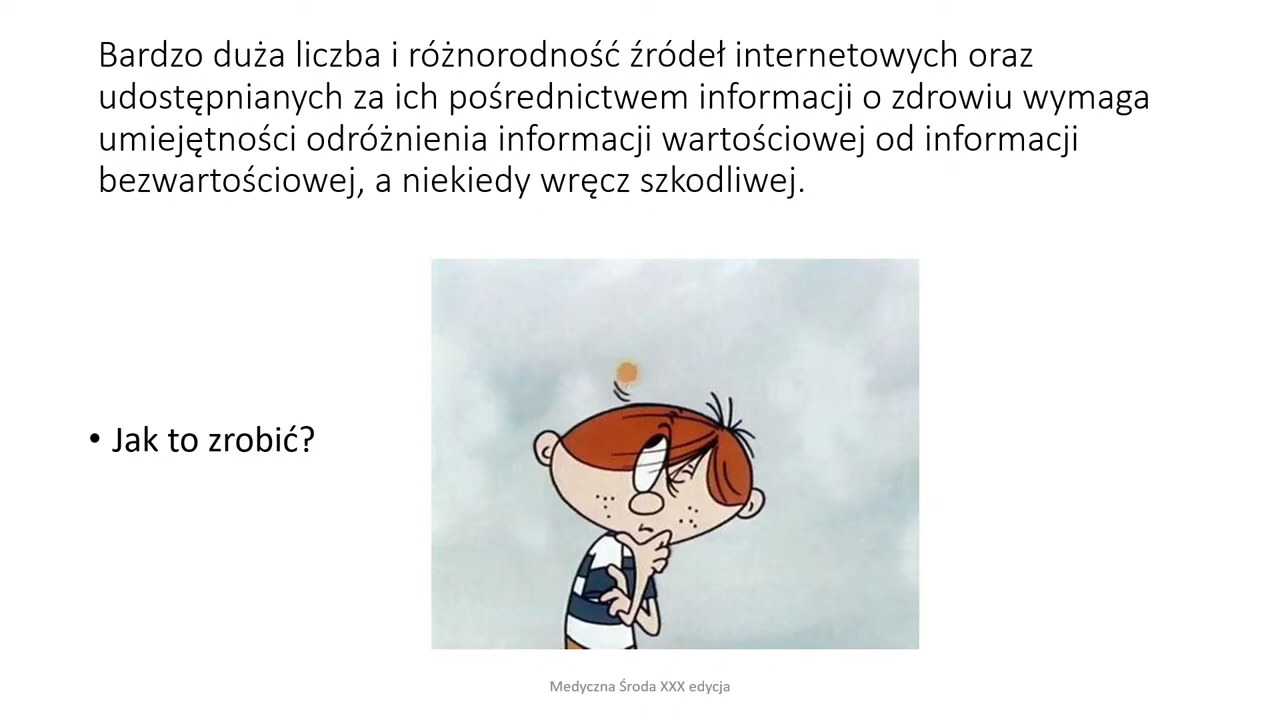 Bardzo duża liczba i różnorodność źródeł internetowych oraz
udostępnianych za ich pośrednictwem informacji o zdrowiu wymaga
umiejętności odróżnienia informacji wartościowej od informacji
bezwartościowej, a niekiedy wręcz szkodliwej.
• Jak to zrobić?
Medyczna Środa XXX edycja